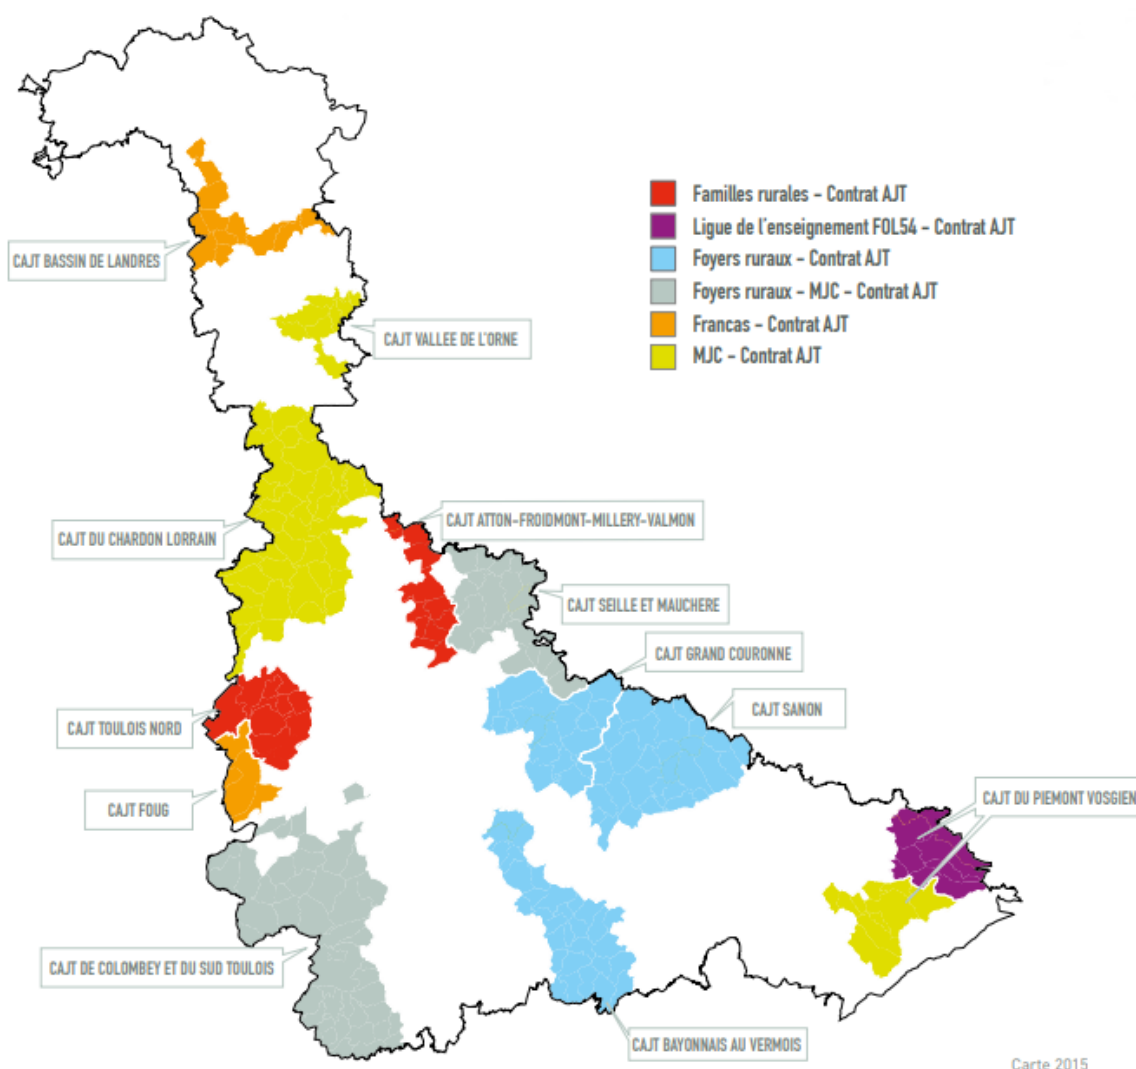 Familles rurales - Contrat AJT
Ligue de l'enseignement FOL54 - Contrat AJT
Foyers ruraux - Contrat AJT
Foyers ruraux - MJC - Contrat AJT
Francas - Contrat AJT
MJC - Contrat AJT
CAJT BASSIN DE LANDRES
CAJT VALLEE DE L'ORNE
CAJT DU CHARDON LORRAIN
CAJT ATTON-FROIDMONT-MILLERY-VALMON
CAJT SEILLE ET MAUCHERE
CAJT GRAND COURONNE
CAJT SANON
CAJT TOULOIS NORD
CAJT FOUG
CAJT DU PIEMONT VOSGIEN
CAJT DE COLOMBEY ET DU SUD TOULOIS
CAJT BAYONNAIS AU VERMOIS
Carte 2015